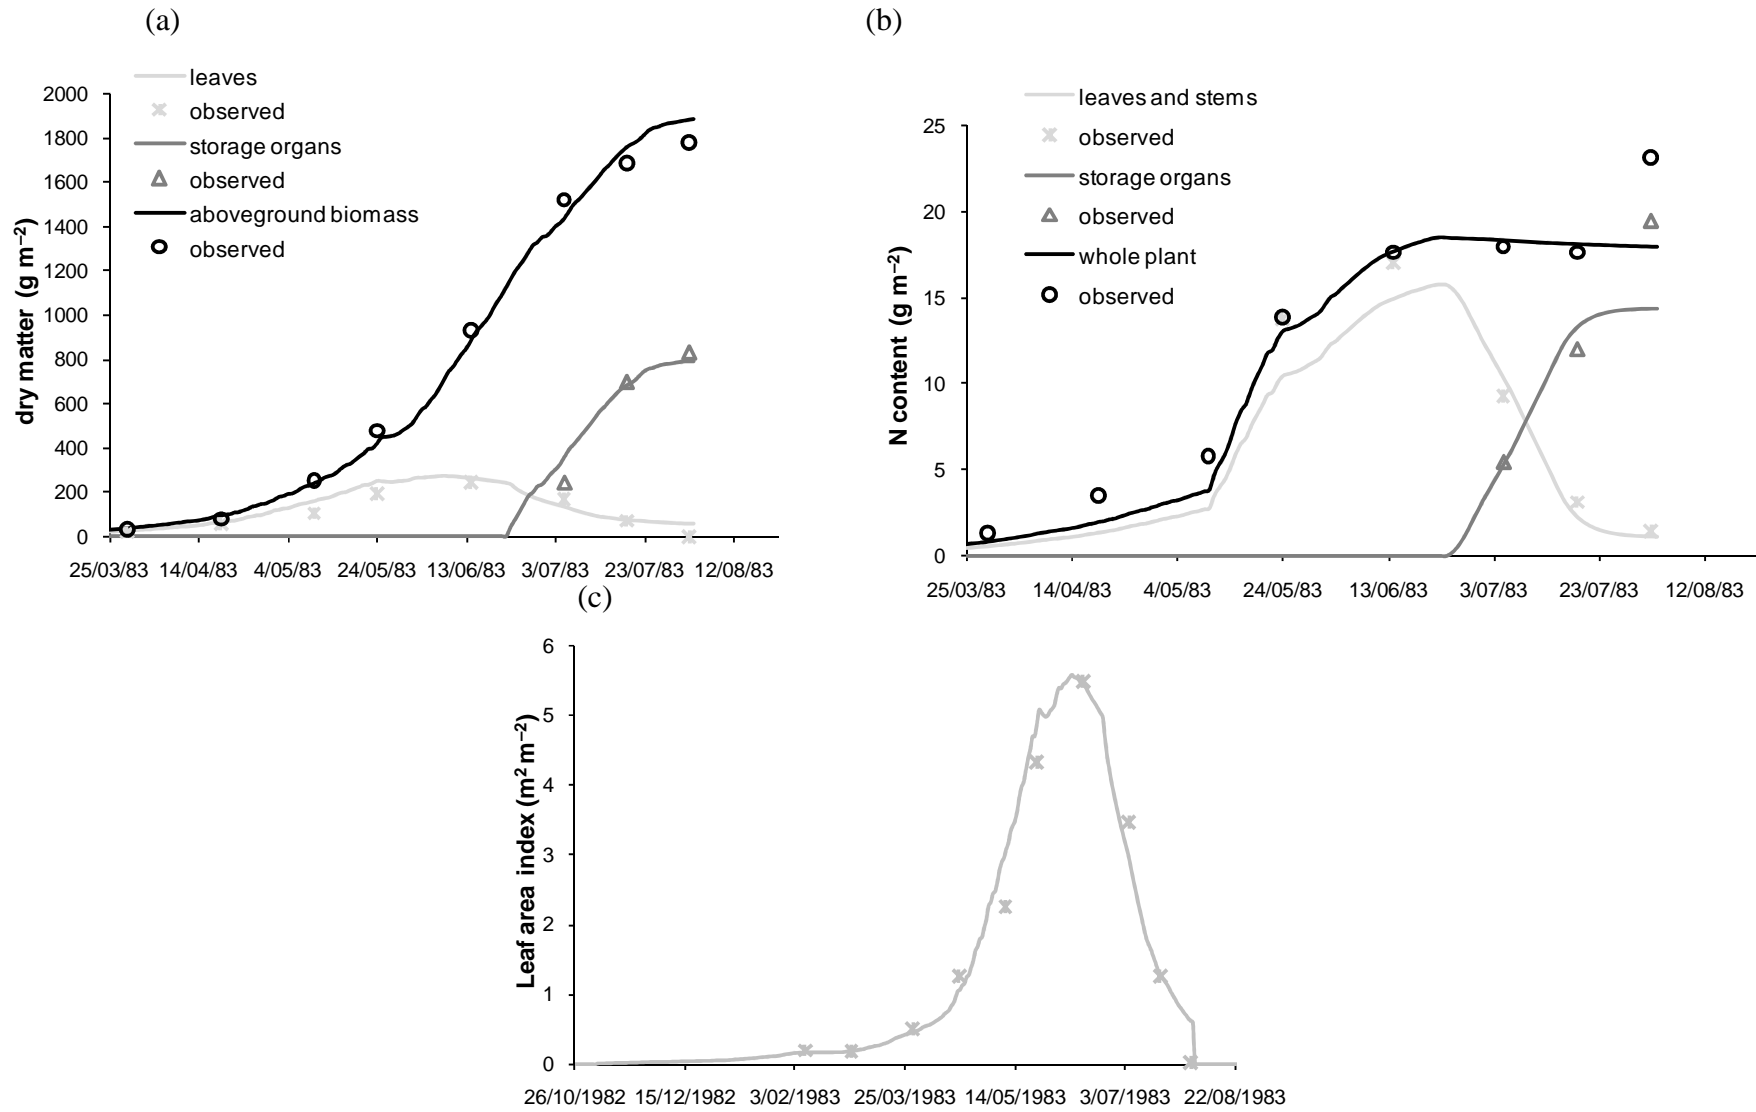 (a)
leaves
observed
storage organs
observed
aboveground biomass
observed
2000
1800
1600
1400
1200
1000
800
600
400
200
0
dry matter (g m⁻²)
25/03/83 14/04/83 4/05/83 24/05/83 13/06/83 3/07/83 23/07/83 12/08/83
(b)
leaves and stems
observed
storage organs
observed
whole plant
observed
25
20
15
10
5
0
N content (g m⁻²)
25/03/83 14/04/83 4/05/83 24/05/83 13/06/83 3/07/83 23/07/83 12/08/83
(c)
6
5
4
3
2
1
0
Leaf area index (m² m⁻²)
26/10/1982 15/12/1982 3/02/1983 25/03/1983 14/05/1983 3/07/1983 22/08/1983